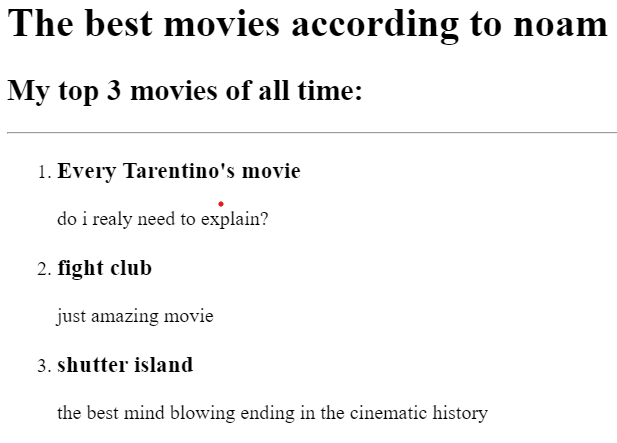 The best movies according to noam
My top 3 movies of all time:
1. Every Tarentino's movie
do i realy need to explain?
2. fight club
just amazing movie
3. shutter island
the best mind blowing ending in the cinematic history